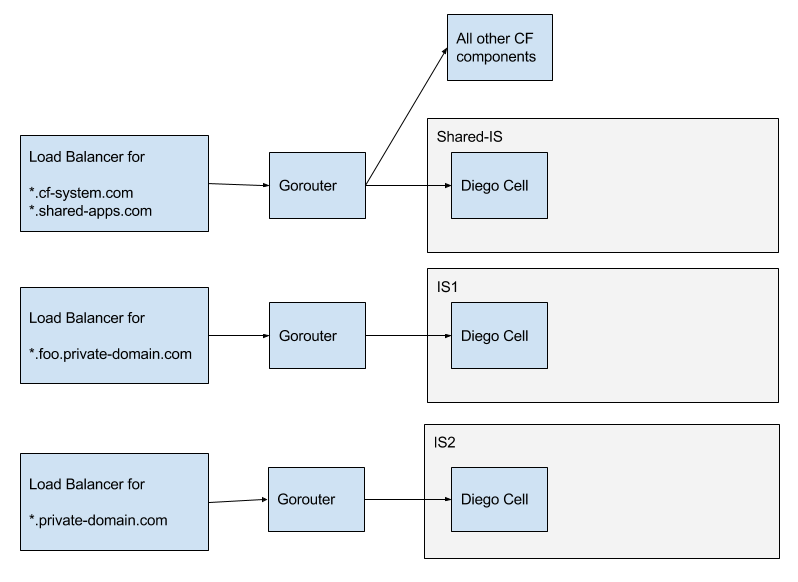 All other CF
components
Shared-IS
Load Balancer for
*.cf-system.com
*.shared-apps.com
Gorouter
Diego Cell
IS1
Load Balancer for
*.foo.private-domain.com
Gorouter
Diego Cell
IS2
Load Balancer for
*.private-domain.com
Gorouter
Diego Cell